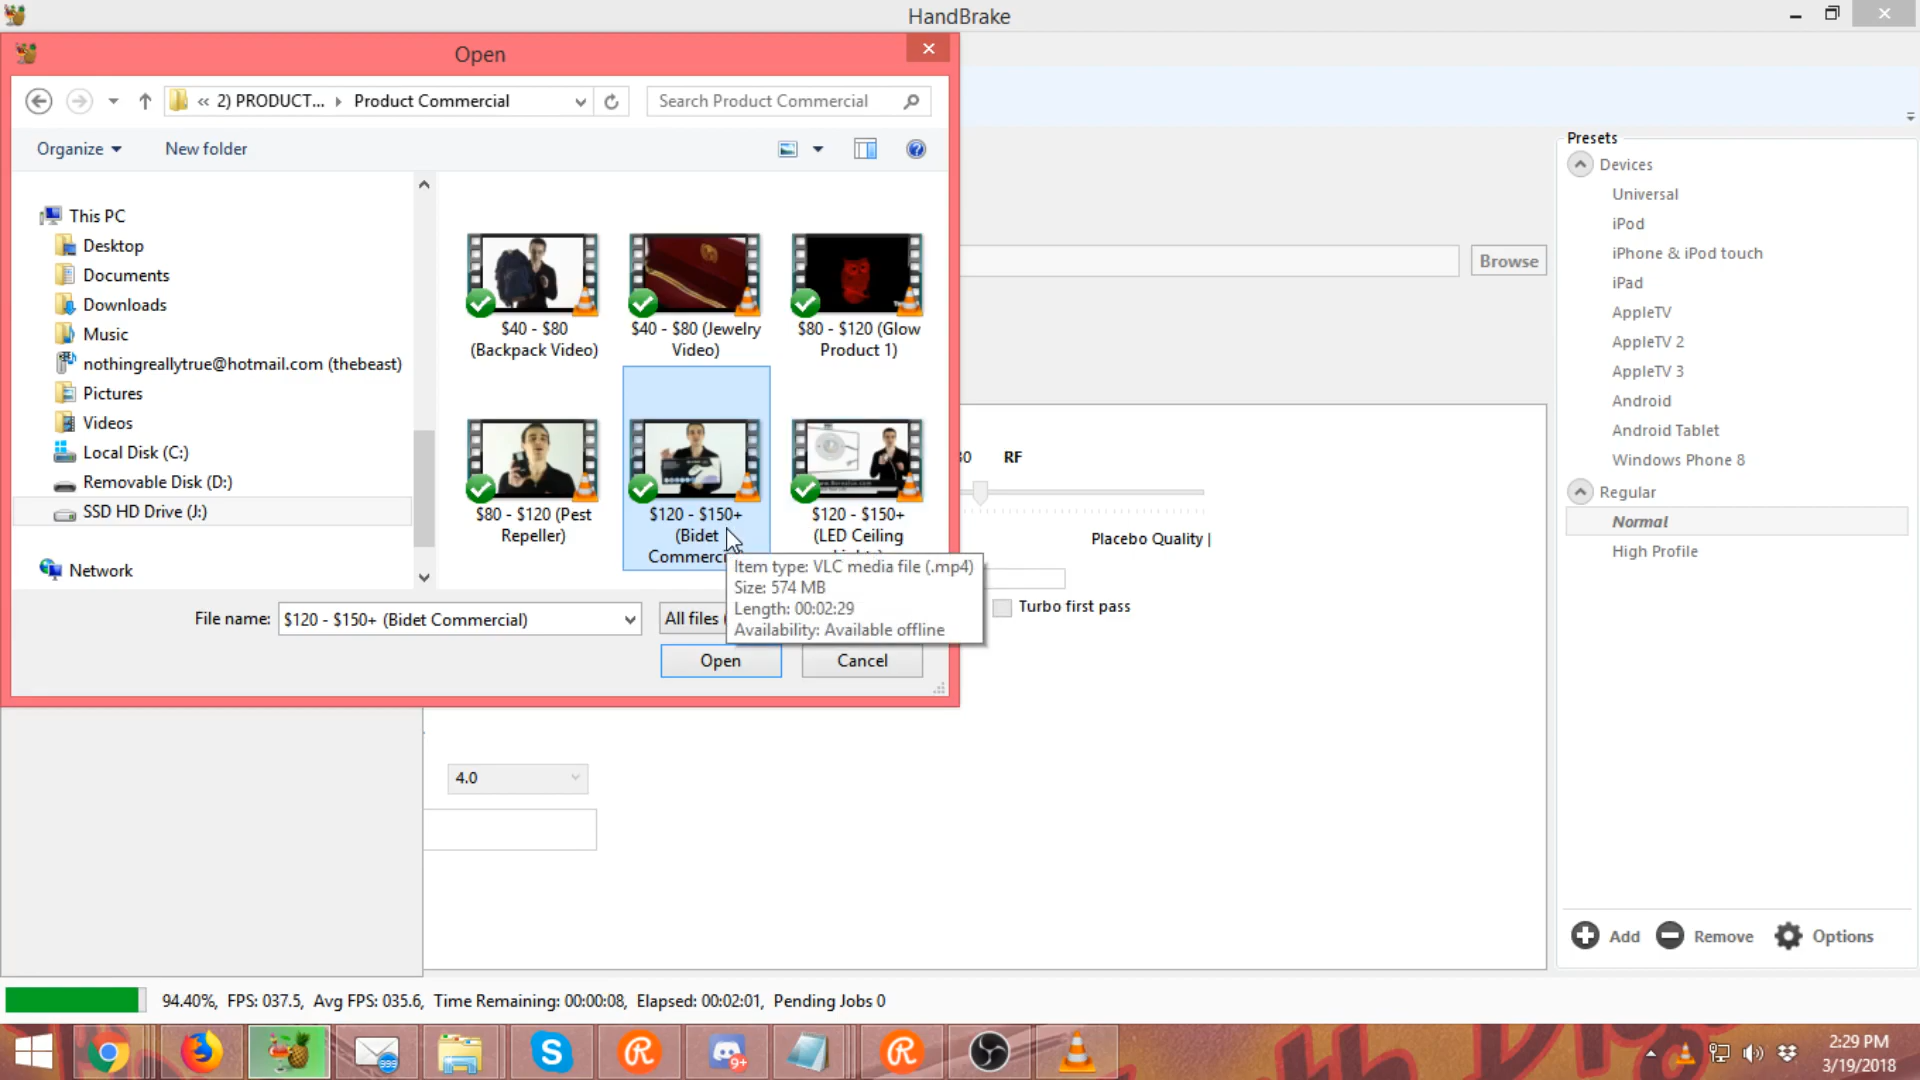 HandBrake
Open
« 2) PRODUCT... Product Commercial
Search Product Commercial
Organize
New folder
This PC
Desktop
Documents
Downloads
Music
nothingreallytrue@hotmail.com (thebeast)
Pictures
Videos
Local Disk (C:)
Removable Disk (D:)
SSD HD Drive (J:)
Network
$40 - $80
(Backpack Video)
$40 - $80 (Jewelry
Video)
$80 - $120 (Glow
Product 1)
$80 - $120 (Pest
Repeller)
$120 - $150+
(Bidet
$120 - $150+
(LED Ceiling
Item type: VLC media file (.mp4)
Size: 574 MB
Length: 00:02:29
Availability: Available offline
File name:
$120 - $150+ (Bidet Commercial)
All files
Open
Cancel
Browse
RF
Placebo Quality |
Turbo first pass
4.0
Presets
Devices
Universal
iPod
iPhone & iPod touch
iPad
AppleTV
AppleTV 2
AppleTV 3
Android
Android Tablet
Windows Phone 8
Regular
Normal
High Profile
Add
Remove
Options
94.40%, FPS: 037.5, Avg FPS: 035.6, Time Remaining: 00:00:08, Elapsed: 00:02:01, Pending Jobs 0
999
9+
2:29 PM
3/19/2018